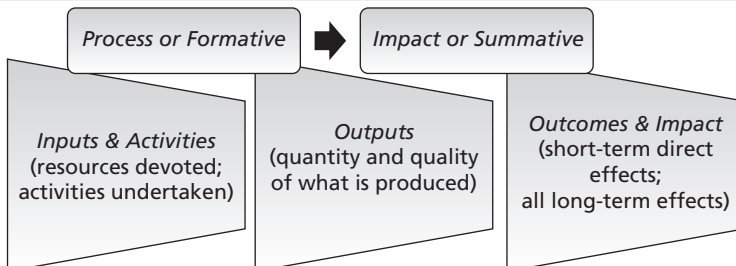 Process or Formative
Impact or Summative
Inputs & Activities
(resources devoted;
activities undertaken)
Outputs
(quantity and quality
of what is produced)
Outcomes & Impact
(short-term direct
effects;
all long-term effects)